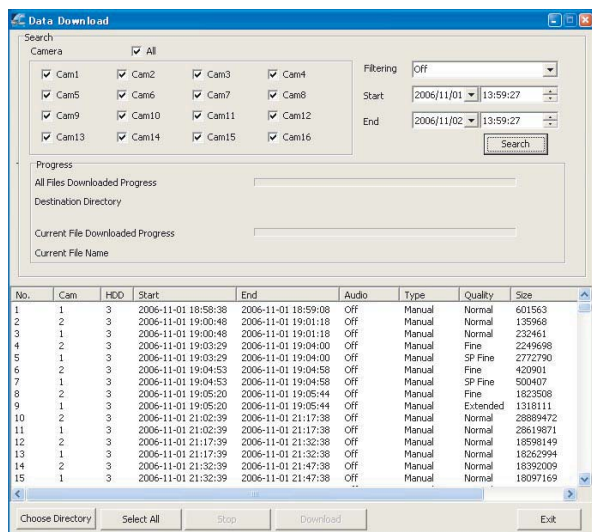 Data Download
Search
Camera All
Cam1 Cam2 Cam3 Cam4
Cam5 Cam6 Cam7 Cam8
Cam9 Cam10 Cam11 Cam12
Cam13 Cam14 Cam15 Cam16
Filtering Off
Start 2006/11/01 13:59:27
End 2006/11/02 13:59:27
Search
Progress
All Files Downloaded Progress
Destination Directory
Current File Downloaded Progress
Current File Name
No. Cam HDD Start End Audio Type Quality Size
1 1 3 2006-11-01 18:58:38 2006-11-01 18:59:08 Off Manual Normal 601563
2 2 3 2006-11-01 19:00:48 2006-11-01 19:01:18 Off Manual Normal 135968
3 1 3 2006-11-01 19:00:48 2006-11-01 19:01:18 Off Manual Normal 232461
4 2 3 2006-11-01 19:03:29 2006-11-01 19:04:00 Off Manual Fine 2249698
5 1 3 2006-11-01 19:03:29 2006-11-01 19:04:00 Off Manual SP Fine 2772790
6 2 3 2006-11-01 19:04:53 2006-11-01 19:04:58 Off Manual Fine 420901
7 1 3 2006-11-01 19:04:53 2006-11-01 19:04:58 Off Manual SP Fine 500407
8 2 3 2006-11-01 19:05:20 2006-11-01 19:05:44 Off Manual Fine 1823508
9 1 3 2006-11-01 19:05:20 2006-11-01 19:05:44 Off Manual Extended 1318111
10 2 3 2006-11-01 21:02:39 2006-11-01 21:17:38 Off Manual Normal 28889472
11 1 3 2006-11-01 21:02:39 2006-11-01 21:17:38 Off Manual Normal 28619871
12 2 3 2006-11-01 21:17:39 2006-11-01 21:32:38 Off Manual Normal 18598149
13 1 3 2006-11-01 21:17:39 2006-11-01 21:32:38 Off Manual Normal 18262994
14 2 3 2006-11-01 21:32:39 2006-11-01 21:47:38 Off Manual Normal 18392009
15 1 3 2006-11-01 21:32:39 2006-11-01 21:47:38 Off Manual Normal 18097169
Choose Directory Select All Stop Download Exit